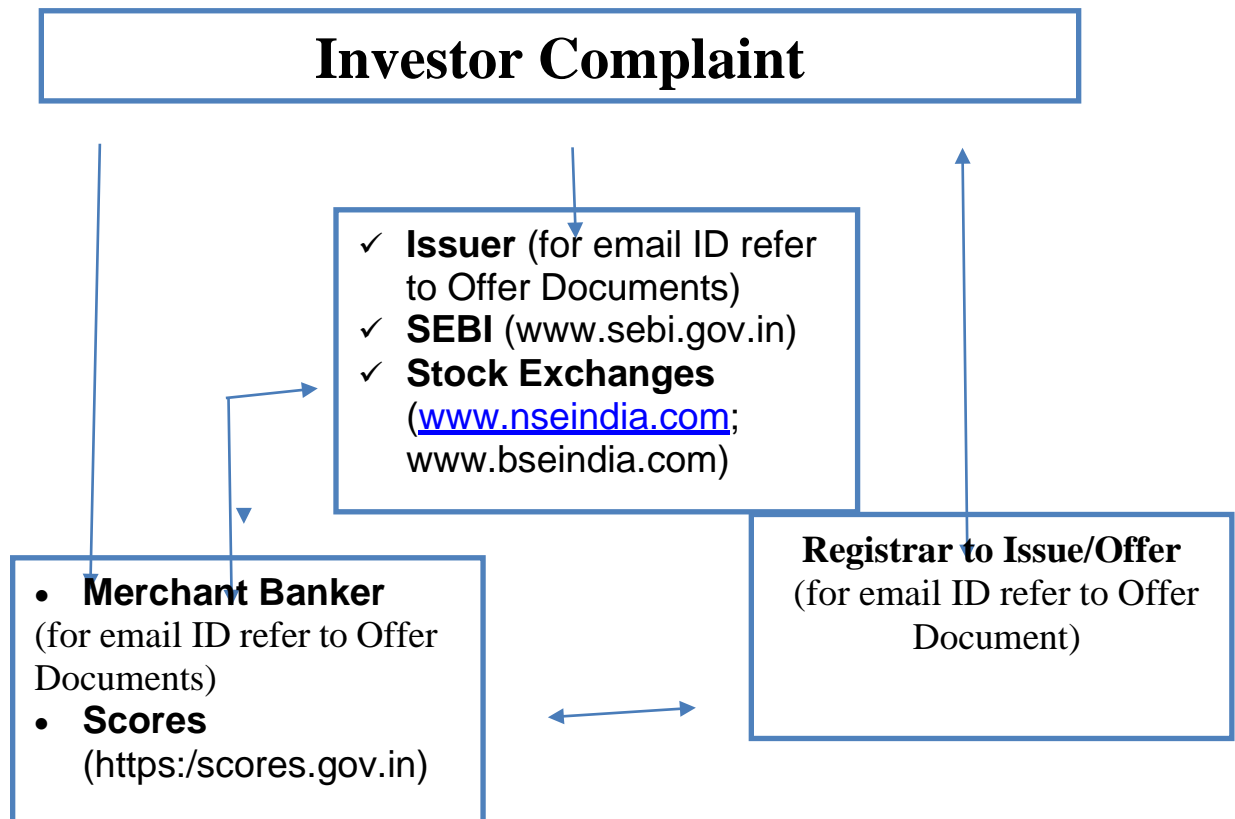 Investor Complaint
✓ Issuer (for email ID refer
to Offer Documents)
✓ SEBI (www.sebi.gov.in)
✓ Stock Exchanges
(www.nseindia.com;
www.bseindia.com)
• Merchant Banker
(for email ID refer to Offer
Documents)
• Scores
(https:/scores.gov.in)
Registrar to Issue/Offer
(for email ID refer to Offer
Document)